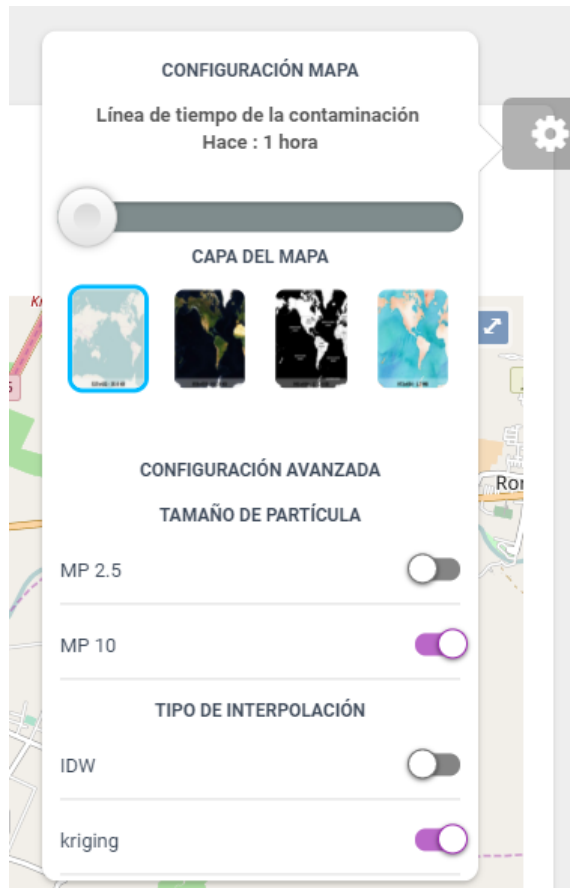 CONFIGURACIÓN MAPA
Línea de tiempo de la contaminación
Hace : 1 hora
CAPA DEL MAPA
CONFIGURACIÓN AVANZADA
TAMAÑO DE PARTÍCULA
MP 2.5
MP 10
TIPO DE INTERPOLACIÓN
IDW
kriging